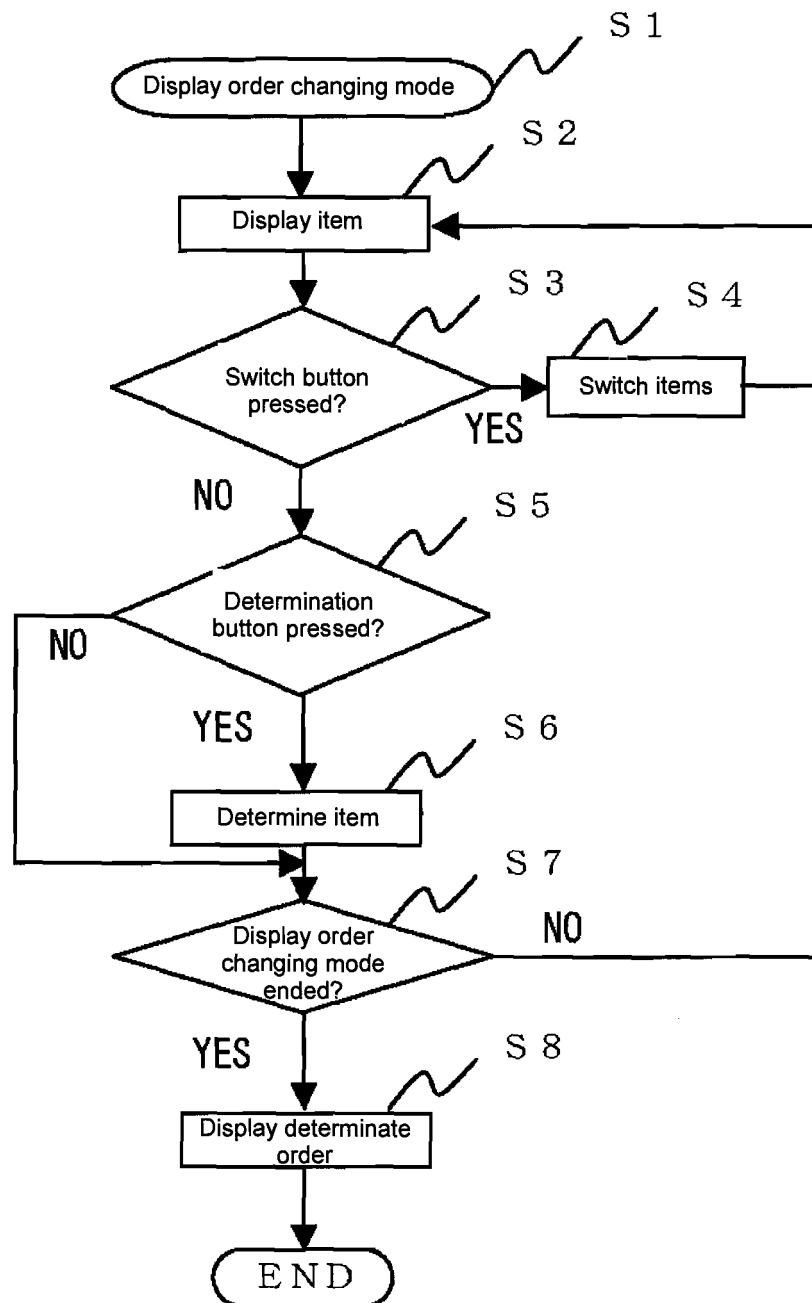 S 1
Display order changing mode
S 2
Display item
S 3
S 4
Switch button
pressed?
Switch items
YES
NO
S 5
Determination
button pressed?
NO
YES
S 6
Determine item
S 7
Display order
changing mode
ended?
NO
YES
S 8
Display determinate
order
END